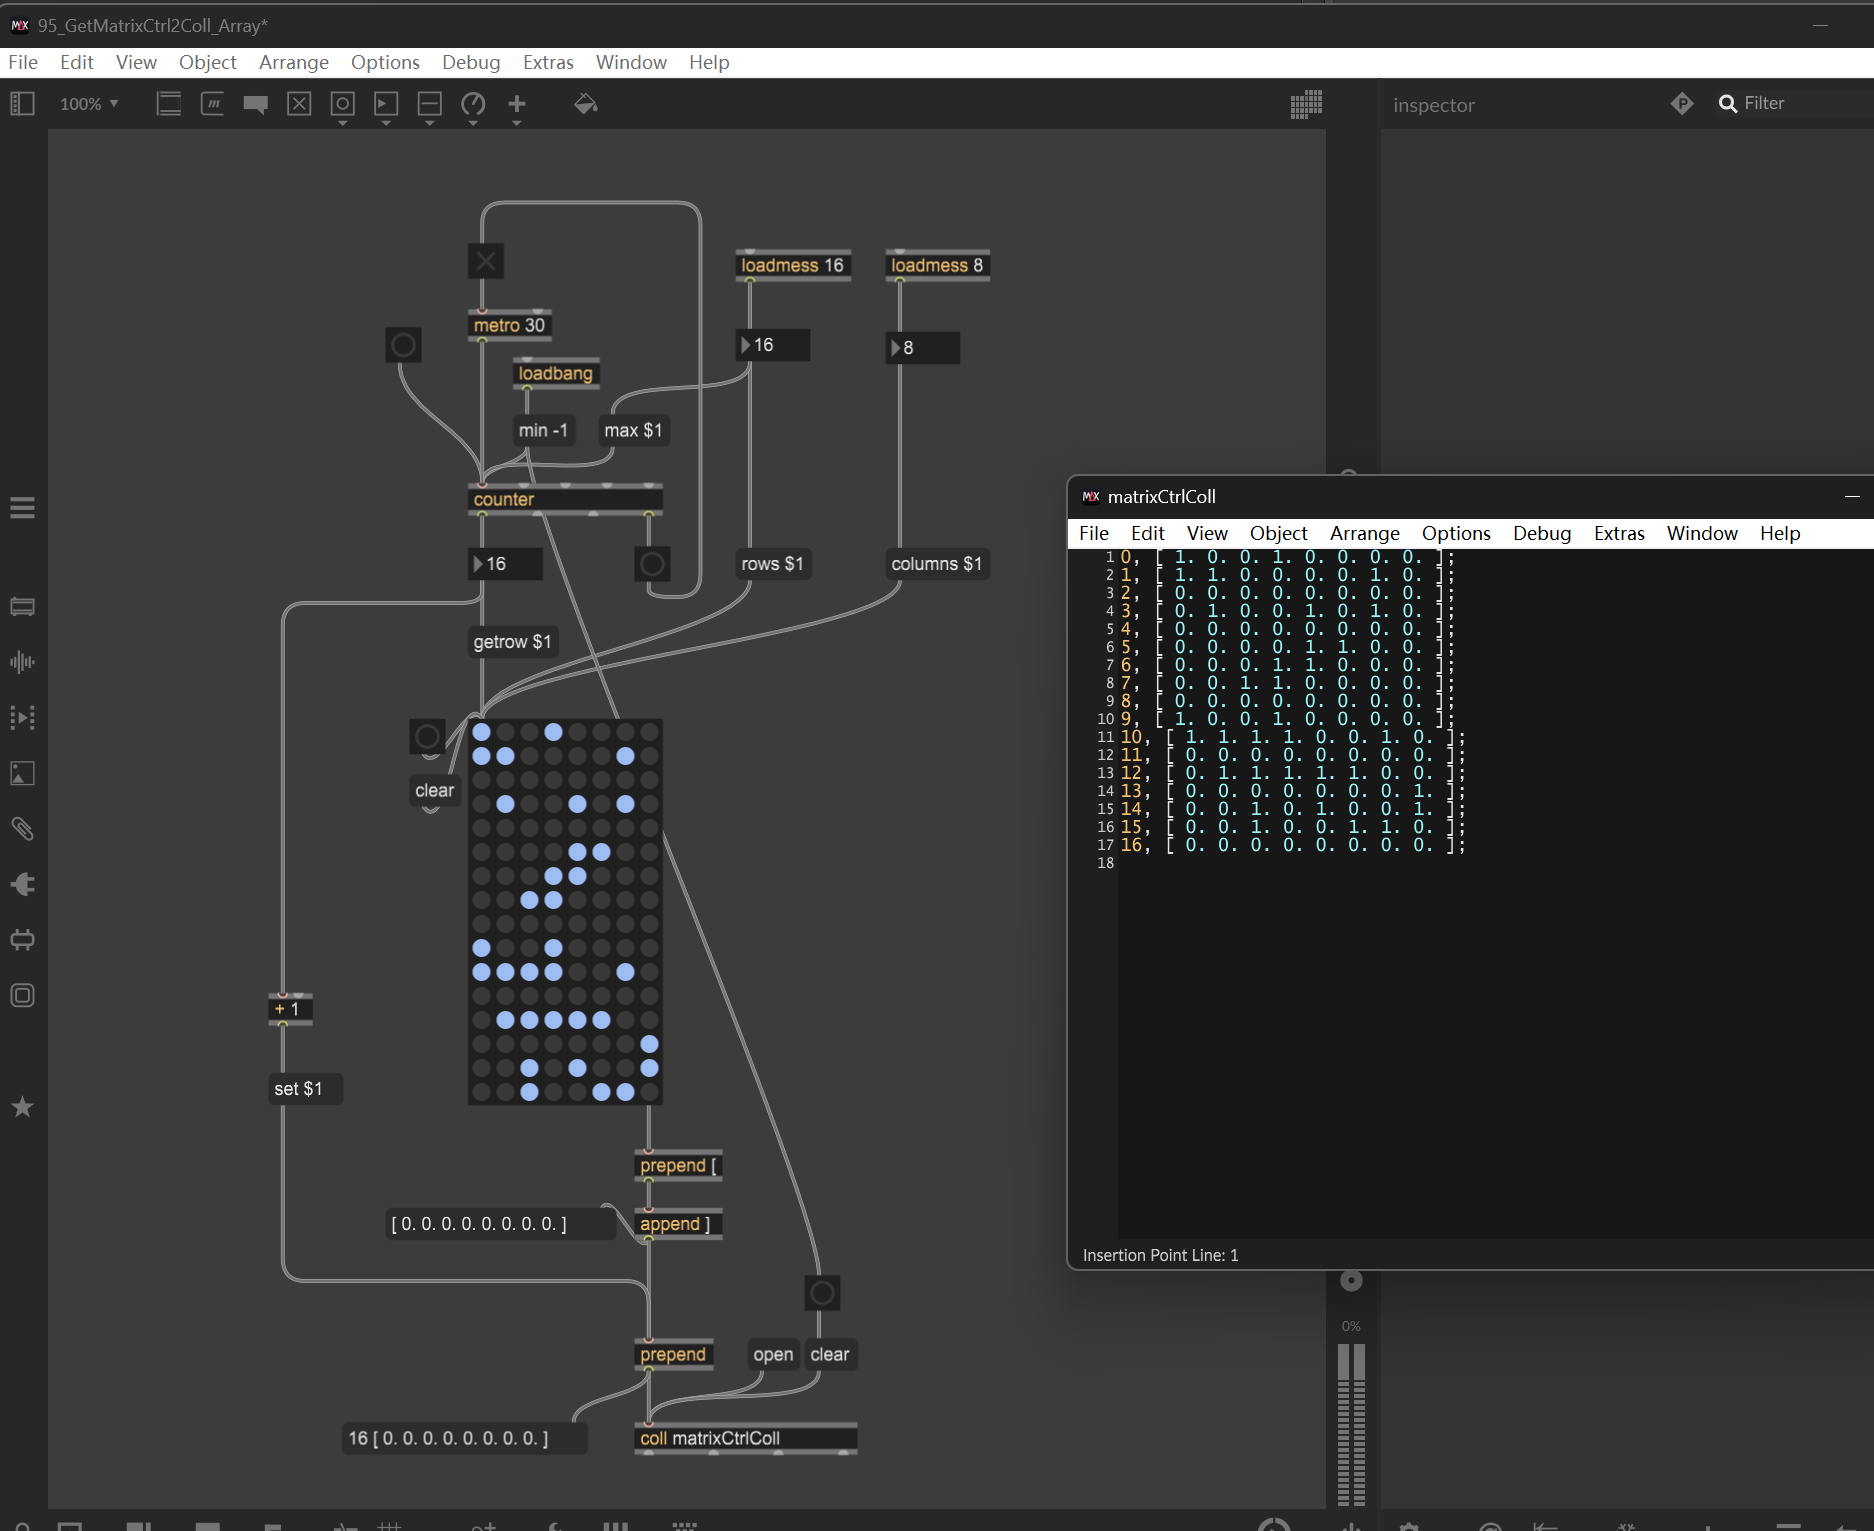 95_GetMatrixCtrl2Coll_Array*
File Edit View Object Arrange Options Debug Extras Window Help
100%
inspector
Filter
loadmess 16
loadmess 8
metro 30
16
8
loadbang
min -1
max $1
counter
16
rows $1
columns $1
getrow $1
clear
+ 1
set $1
prepend [
[ 0. 0. 0. 0. 0. 0. 0. 0. ]
append ]
prepend
open
clear
16 [ 0. 0. 0. 0. 0. 0. 0. 0. ]
coll matrixCtrlColl
matrixCtrlColl
File Edit View Object Arrange Options Debug Extras Window Help
1 0, [ 1. 0. 0. 1. 0. 0. 0. 0. ];
2 1, [ 1. 1. 0. 0. 0. 0. 1. 0. ];
3 2, [ 0. 0. 0. 0. 0. 0. 0. 0. ];
4 3, [ 0. 1. 0. 0. 1. 0. 1. 0. ];
5 4, [ 0. 0. 0. 0. 0. 0. 0. 0. ];
6 5, [ 0. 0. 0. 0. 1. 1. 0. 0. ];
7 6, [ 0. 0. 0. 1. 1. 0. 0. 0. ];
8 7, [ 0. 0. 1. 1. 0. 0. 0. 0. ];
9 8, [ 0. 0. 0. 0. 0. 0. 0. 0. ];
10 9, [ 1. 0. 0. 1. 0. 0. 0. 0. ];
11 10, [ 1. 1. 1. 1. 0. 0. 1. 0. ];
12 11, [ 0. 0. 0. 0. 0. 0. 0. 0. ];
13 12, [ 0. 1. 1. 1. 1. 1. 0. 0. ];
14 13, [ 0. 0. 0. 0. 0. 0. 0. 1. ];
15 14, [ 0. 0. 1. 0. 1. 0. 0. 1. ];
16 15, [ 0. 0. 1. 0. 0. 1. 1. 0. ];
17 16, [ 0. 0. 0. 0. 0. 0. 0. 0. ];
18
Insertion Point Line: 1
0%